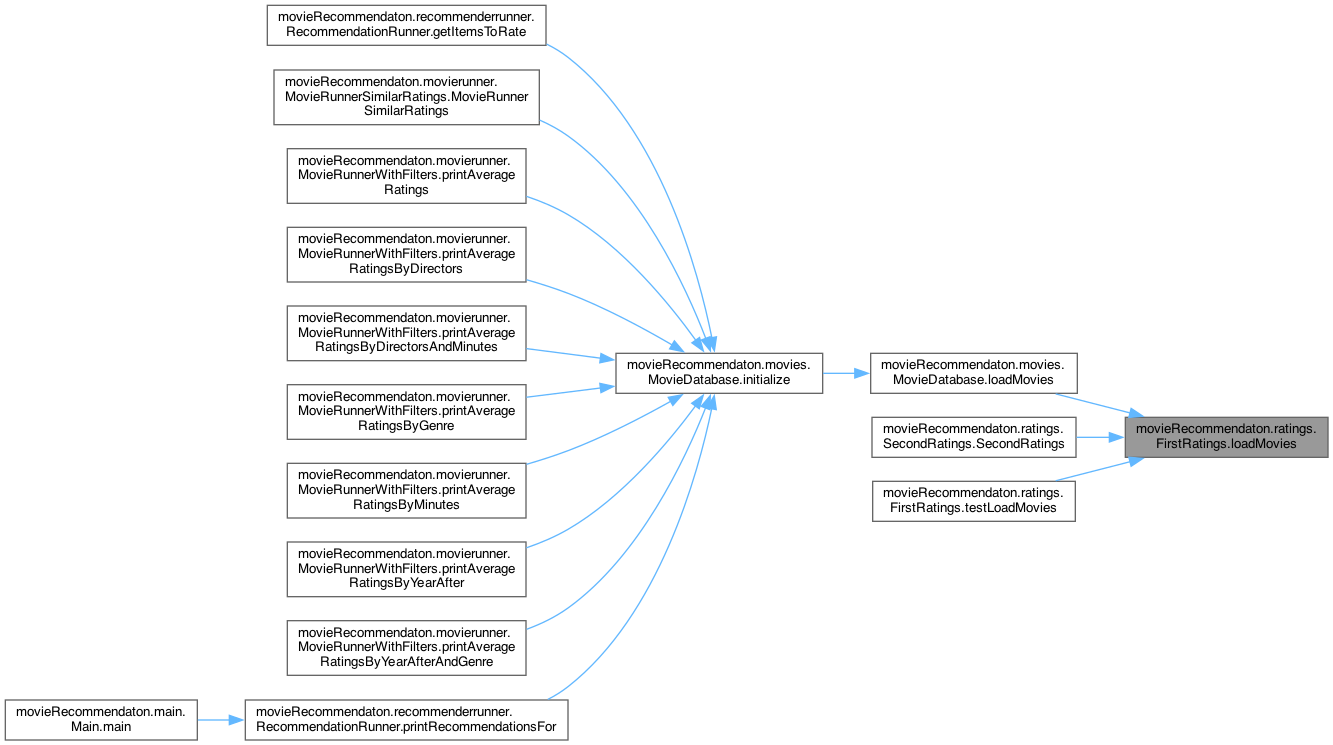 movieRecommendaton.recommenderrunner.
RecommendationRunner.getItemsToRate
movieRecommendaton.movierunner.
MovieRunnerSimilarRatings.MovieRunner
SimilarRatings
movieRecommendaton.movierunner.
MovieRunnerWithFilters.printAverage
Ratings
movieRecommendaton.movierunner.
MovieRunnerWithFilters.printAverage
RatingsByDirectors
movieRecommendaton.movierunner.
MovieRunnerWithFilters.printAverage
RatingsByDirectorsAndMinutes
movieRecommendaton.movierunner.
MovieRunnerWithFilters.printAverage
RatingsByGenre
movieRecommendaton.movierunner.
MovieRunnerWithFilters.printAverage
RatingsByMinutes
movieRecommendaton.movierunner.
MovieRunnerWithFilters.printAverage
RatingsByYearAfter
movieRecommendaton.movierunner.
MovieRunnerWithFilters.printAverage
RatingsByYearAfterAndGenre
movieRecommendaton.main.
Main.main
movieRecommendaton.recommenderrunner.
RecommendationRunner.printRecommendationsFor
movieRecommendaton.movies.
MovieDatabase.initialize
movieRecommendaton.movies.
MovieDatabase.loadMovies
movieRecommendaton.ratings.
SecondRatings.SecondRatings
movieRecommendaton.ratings.
FirstRatings.testLoadMovies
movieRecommendaton.ratings.
FirstRatings.loadMovies